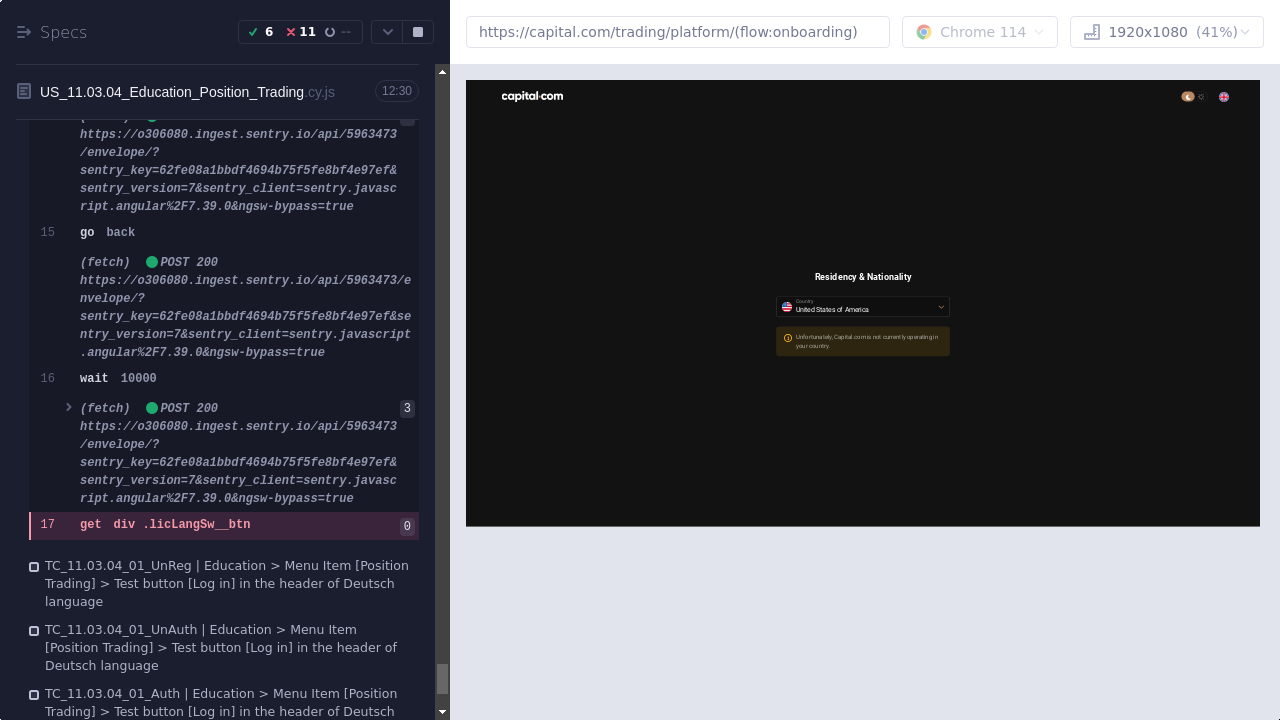 Specs
6
11
--
https://capital.com/trading/platform/(flow:onboarding)
Chrome 114
1920x1080 (41%)
US_11.03.04_Education_Position_Trading.cy.js
12:30
https://o306080.ingest.sentry.io/api/5963473
/envelope/?
sentry_key=62fe08a1bbdf4694b75f5fe8bf4e97ef&
sentry_version=7&sentry_client=sentry.javasc
ript.angular%2F7.39.0&ngsw-bypass=true
15 go back
(fetch) POST 200
https://o306080.ingest.sentry.io/api/5963473/e
nvelope/?
sentry_key=62fe08a1bbdf4694b75f5fe8bf4e97ef&se
ntry_version=7&sentry_client=sentry.javascript
.angular%2F7.39.0&ngsw-bypass=true
16 wait 10000
(fetch) POST 200 3
https://o306080.ingest.sentry.io/api/5963473
/envelope/?
sentry_key=62fe08a1bbdf4694b75f5fe8bf4e97ef&
sentry_version=7&sentry_client=sentry.javasc
ript.angular%2F7.39.0&ngsw-bypass=true
17 get div .licLangSw__btn 0
TC_11.03.04_01_UnReg | Education > Menu Item [Position
Trading] > Test button [Log in] in the header of Deutsch
language
TC_11.03.04_01_UnAuth | Education > Menu Item
[Position Trading] > Test button [Log in] in the header of
Deutsch language
TC_11.03.04_01_Auth | Education > Menu Item [Position
Trading] > Test button [Log in] in the header of Deutsch
capital.com
Residency & Nationality
Country
United States of America
Unfortunately, Capital.com is not currently operating in
your country.